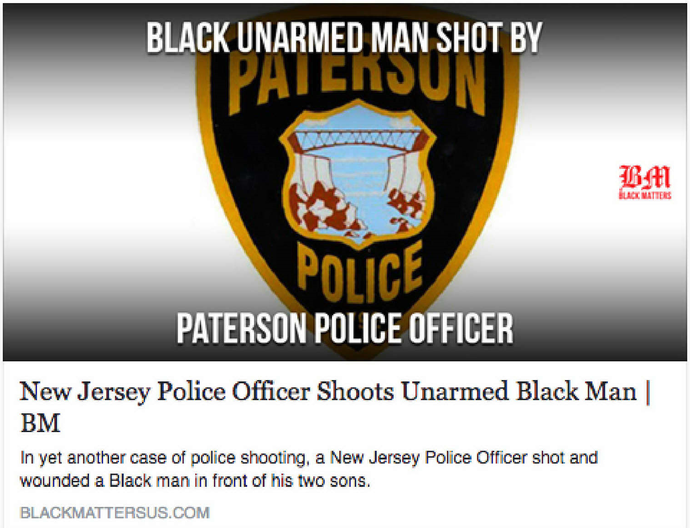 BLACK UNARMED MAN SHOT BY
PATERSON
BM
BLACK MATTERS
POLICE
PATERSON POLICE OFFICER
New Jersey Police Officer Shoots Unarmed Black Man |
BM
In yet another case of police shooting, a New Jersey Police Officer shot and
wounded a Black man in front of his two sons.
BLACKMATTERSUS.COM